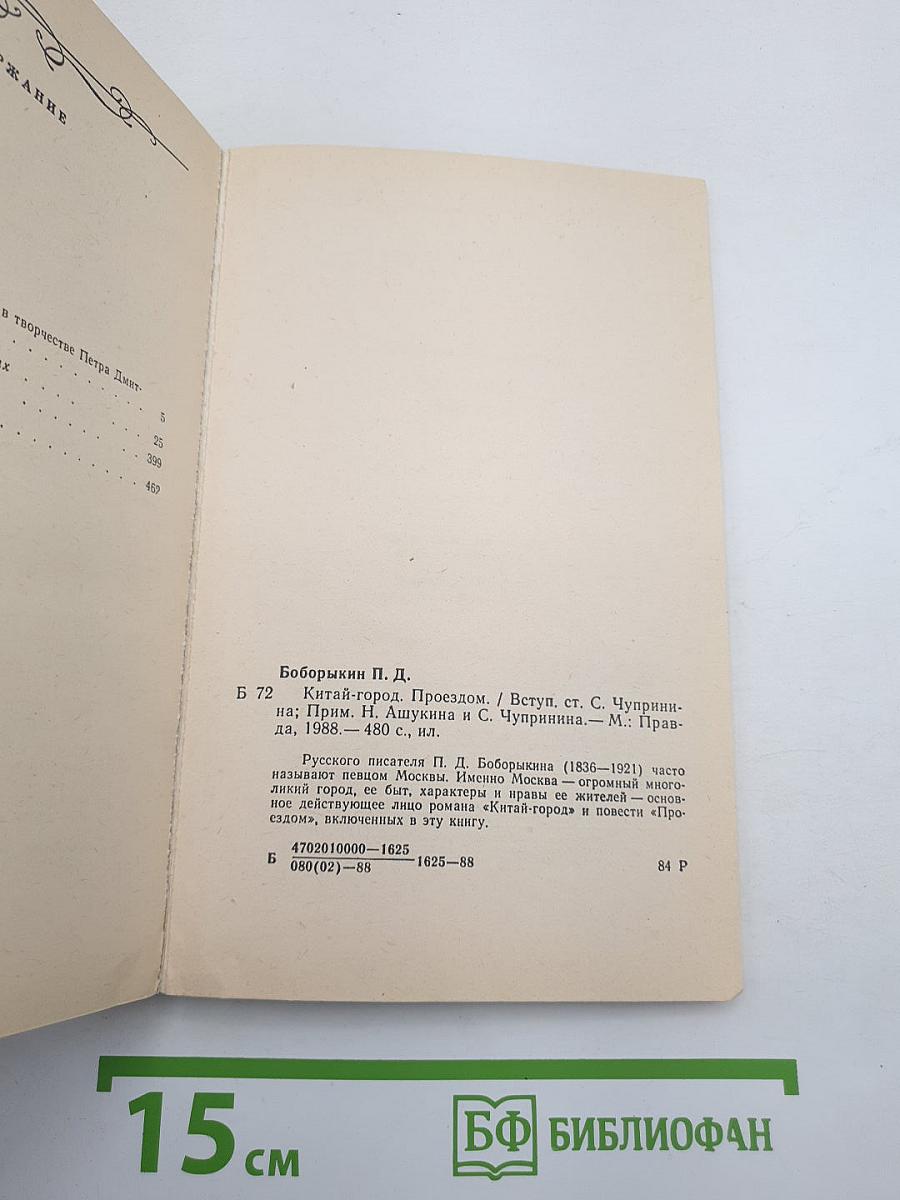 в творчестве Петра Дмит-
5
25
399
462
Боборыкин П. Д.
Б 72 Китай-город. Проездом. / Вступ. ст. С. Чуприни-
на; Прим. Н. Ашукина и С. Чупринина.— М.: Прав-
да, 1988.— 480 с., ил.
Русского писателя П. Д. Боборыкина (1836—1921) часто
называют певцом Москвы. Именно Москва — огромный много-
ликий город, ее быт, характеры и нравы ее жителей — основ-
ное действующее лицо романа «Китай-город» и повести «Про-
ездом», включенных в эту книгу.
Б 4702010000—1625
080(02)—88 1625—88 84 Р
15 см
БФ БИБЛИОФАН